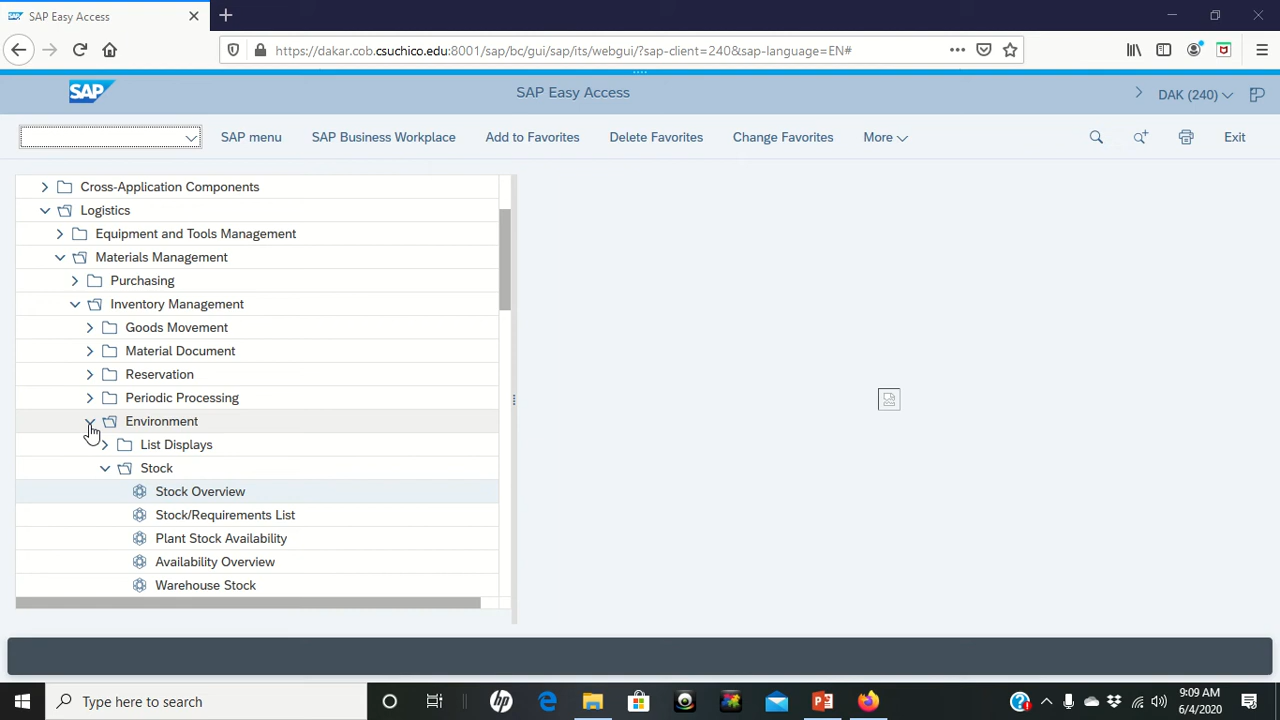 SAP Easy Access
https://dakar.cob.csuchico.edu:8001/sap/bc/gui/sap/its/webgui/?sap-client=240&sap-language=EN#
SAP
SAP Easy Access
DAK (240)
SAP menu
SAP Business Workplace
Add to Favorites
Delete Favorites
Change Favorites
More
Exit
Cross-Application Components
Logistics
Equipment and Tools Management
Materials Management
Purchasing
Inventory Management
Goods Movement
Material Document
Reservation
Periodic Processing
Environment
List Displays
Stock
Stock Overview
Stock/Requirements List
Plant Stock Availability
Availability Overview
Warehouse Stock
Type here to search
9:09 AM
6/4/2020